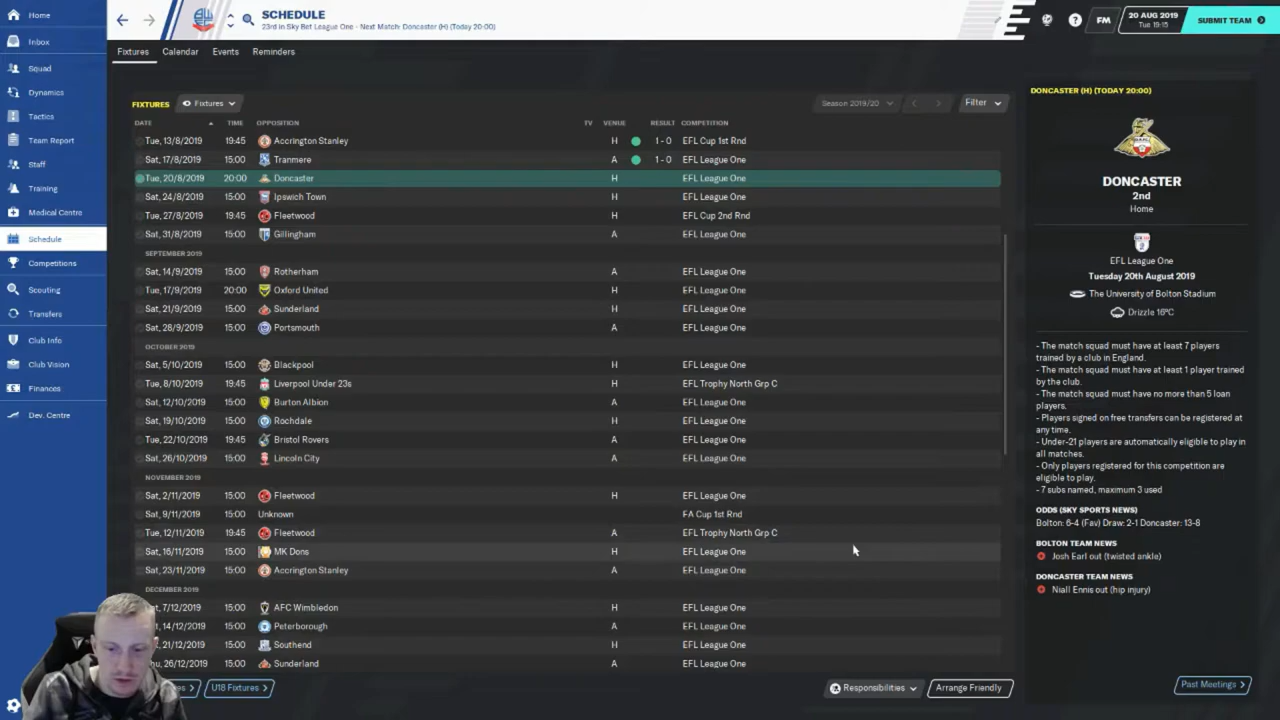 Home
Inbox
Squad
Dynamics
Tactics
Team Report
Staff
Training
Medical Centre
Schedule
Competitions
Scouting
Transfers
Club Info
Club Vision
Finances
Dev. Centre
SCHEDULE
23rd in Sky Bet League One - Next Match: Doncaster (H) (Today 20:00)
FM
20 AUG 2019
Tue 19:15
SUBMIT TEAM
Fixtures Calendar Events Reminders
FIXTURES Fixtures Season 2019/20 Filter
DATE TIME OPPOSITION TV VENUE RESULT COMPETITION
Tue, 13/8/2019 19:45 Accrington Stanley H 1 - 0 EFL Cup 1st Rnd
Sat, 17/8/2019 15:00 Tranmere A 1 - 0 EFL League One
Tue, 20/8/2019 20:00 Doncaster H EFL League One
Sat, 24/8/2019 15:00 Ipswich Town H EFL League One
Tue, 27/8/2019 19:45 Fleetwood H EFL Cup 2nd Rnd
Sat, 31/8/2019 15:00 Gillingham A EFL League One
SEPTEMBER 2019
Sat, 14/9/2019 15:00 Rotherham A EFL League One
Tue, 17/9/2019 20:00 Oxford United H EFL League One
Sat, 21/9/2019 15:00 Sunderland H EFL League One
Sat, 28/9/2019 15:00 Portsmouth A EFL League One
OCTOBER 2019
Sat, 5/10/2019 15:00 Blackpool H EFL League One
Tue, 8/10/2019 19:45 Liverpool Under 23s H EFL Trophy North Grp C
Sat, 12/10/2019 15:00 Burton Albion A EFL League One
Sat, 19/10/2019 15:00 Rochdale H EFL League One
Tue, 22/10/2019 19:45 Bristol Rovers A EFL League One
Sat, 26/10/2019 15:00 Lincoln City A EFL League One
NOVEMBER 2019
Sat, 2/11/2019 15:00 Fleetwood H EFL League One
Sat, 9/11/2019 15:00 Unknown FA Cup 1st Rnd
Tue, 12/11/2019 19:45 Fleetwood A EFL Trophy North Grp C
Sat, 16/11/2019 15:00 MK Dons H EFL League One
Sat, 23/11/2019 15:00 Accrington Stanley A EFL League One
DECEMBER 2019
7/12/2019 15:00 AFC Wimbledon H EFL League One
14/12/2019 15:00 Peterborough A EFL League One
21/12/2019 15:00 Southend H EFL League One
26/12/2019 15:00 Sunderland A EFL League One
U18 Fixtures Responsibilities Arrange Friendly
DONCASTER (H) (TODAY 20:00)
DONCASTER
2nd
Home
EFL League One
Tuesday 20th August 2019
The University of Bolton Stadium
Drizzle 16°C
- The match squad must have at least 7 players
trained by a club in England.
- The match squad must have at least 1 player trained
by the club.
- The match squad must have no more than 5 loan
players.
- Players signed on free transfers can be registered at
any time.
- Under-21 players are automatically eligible to play in
all matches.
- Only players registered for this competition are
eligible to play.
- 7 subs named, maximum 3 used
ODDS (SKY SPORTS NEWS)
Bolton: 6-4 (Fav) Draw: 2-1 Doncaster: 13-8
BOLTON TEAM NEWS
Josh Earl out (twisted ankle)
DONCASTER TEAM NEWS
Niall Ennis out (hip injury)
Past Meetings